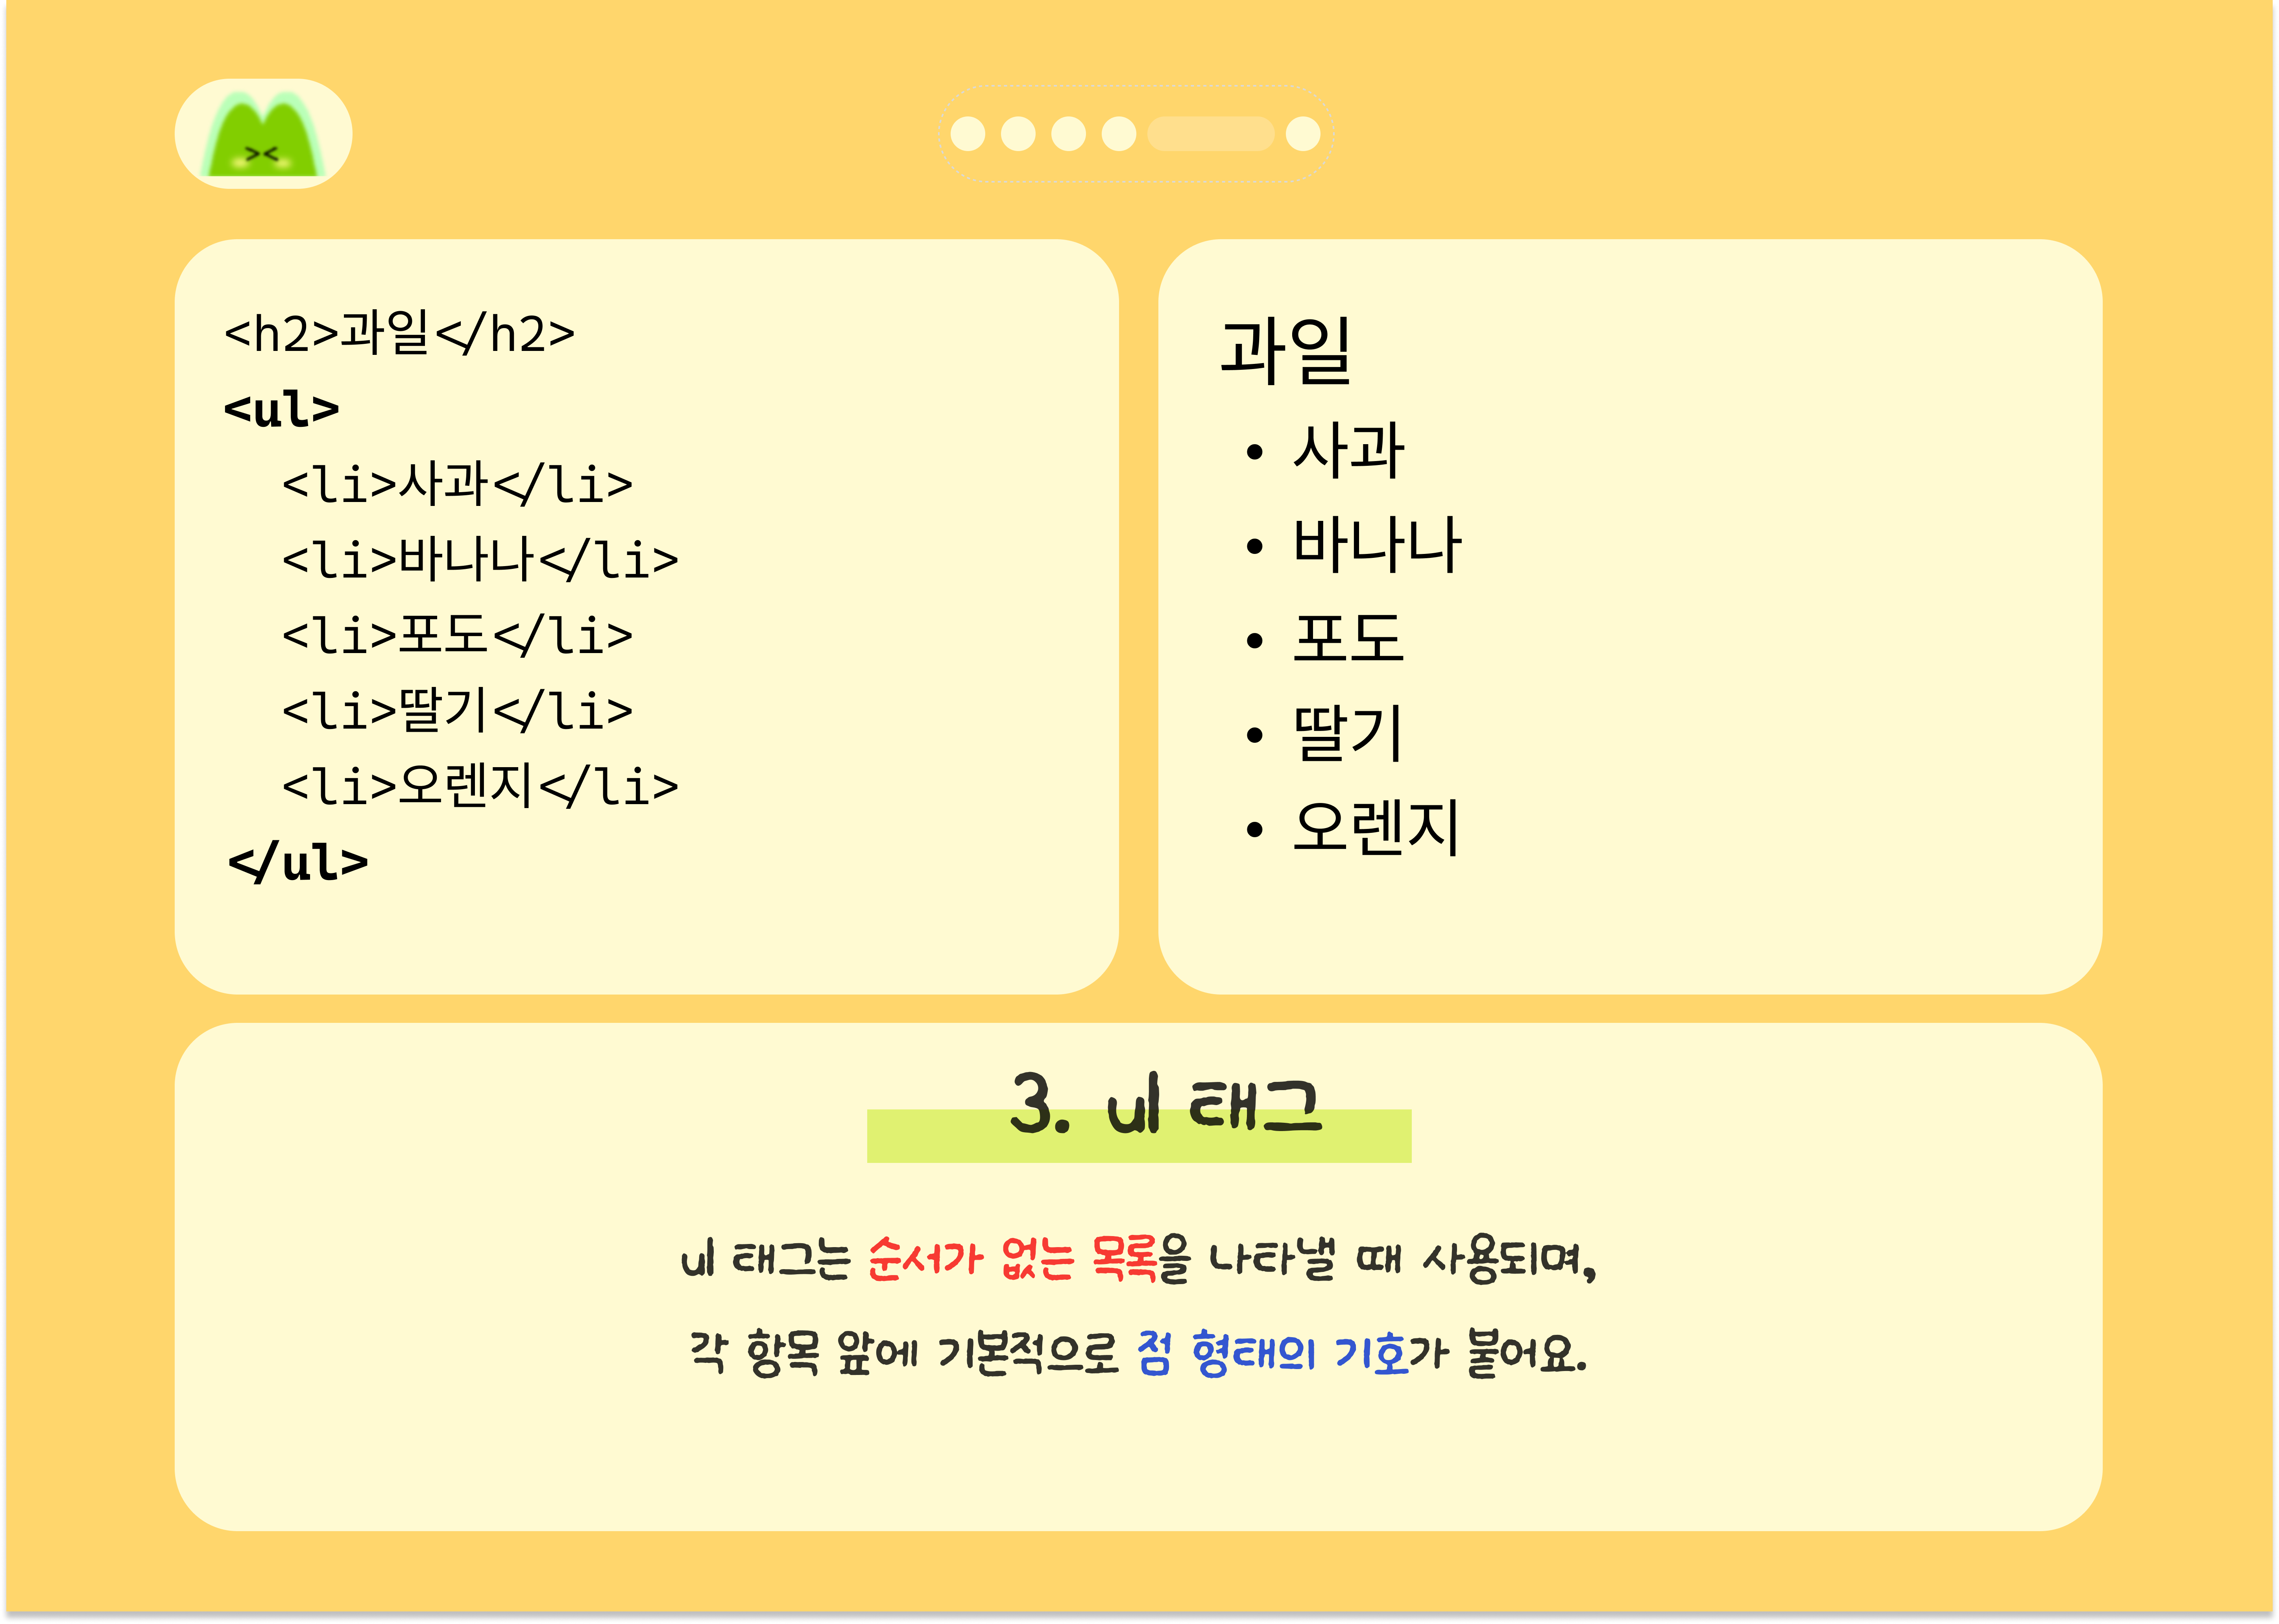 <h2>과일</h2>
<ul>
<li>사과</li>
<li>바나나</li>
<li>포도</li>
<li>딸기</li>
<li>오렌지</li>
</ul>
과일
• 사과
• 바나나
• 포도
• 딸기
• 오렌지
3. ul 태그
ul 태그는 순서가 없는 목록을 나타낼 때 사용되며,
각 항목 앞에 기본적으로 점 형태의 기호가 붙어요.